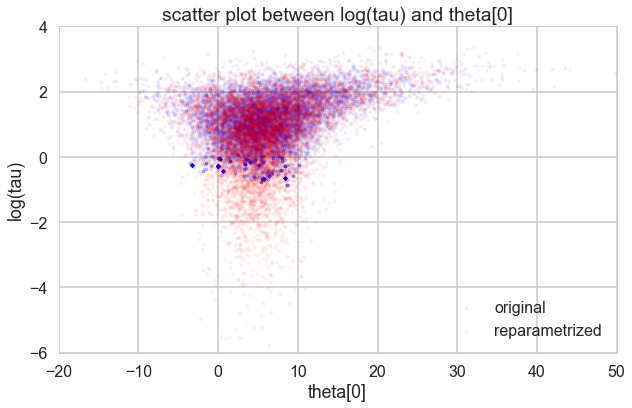 scatter plot between log(tau) and theta[0]
4
2
0
−2
−4
−6
log(tau)
original
reparametrized
−20 −10 0 10 20 30 40 50
theta[0]